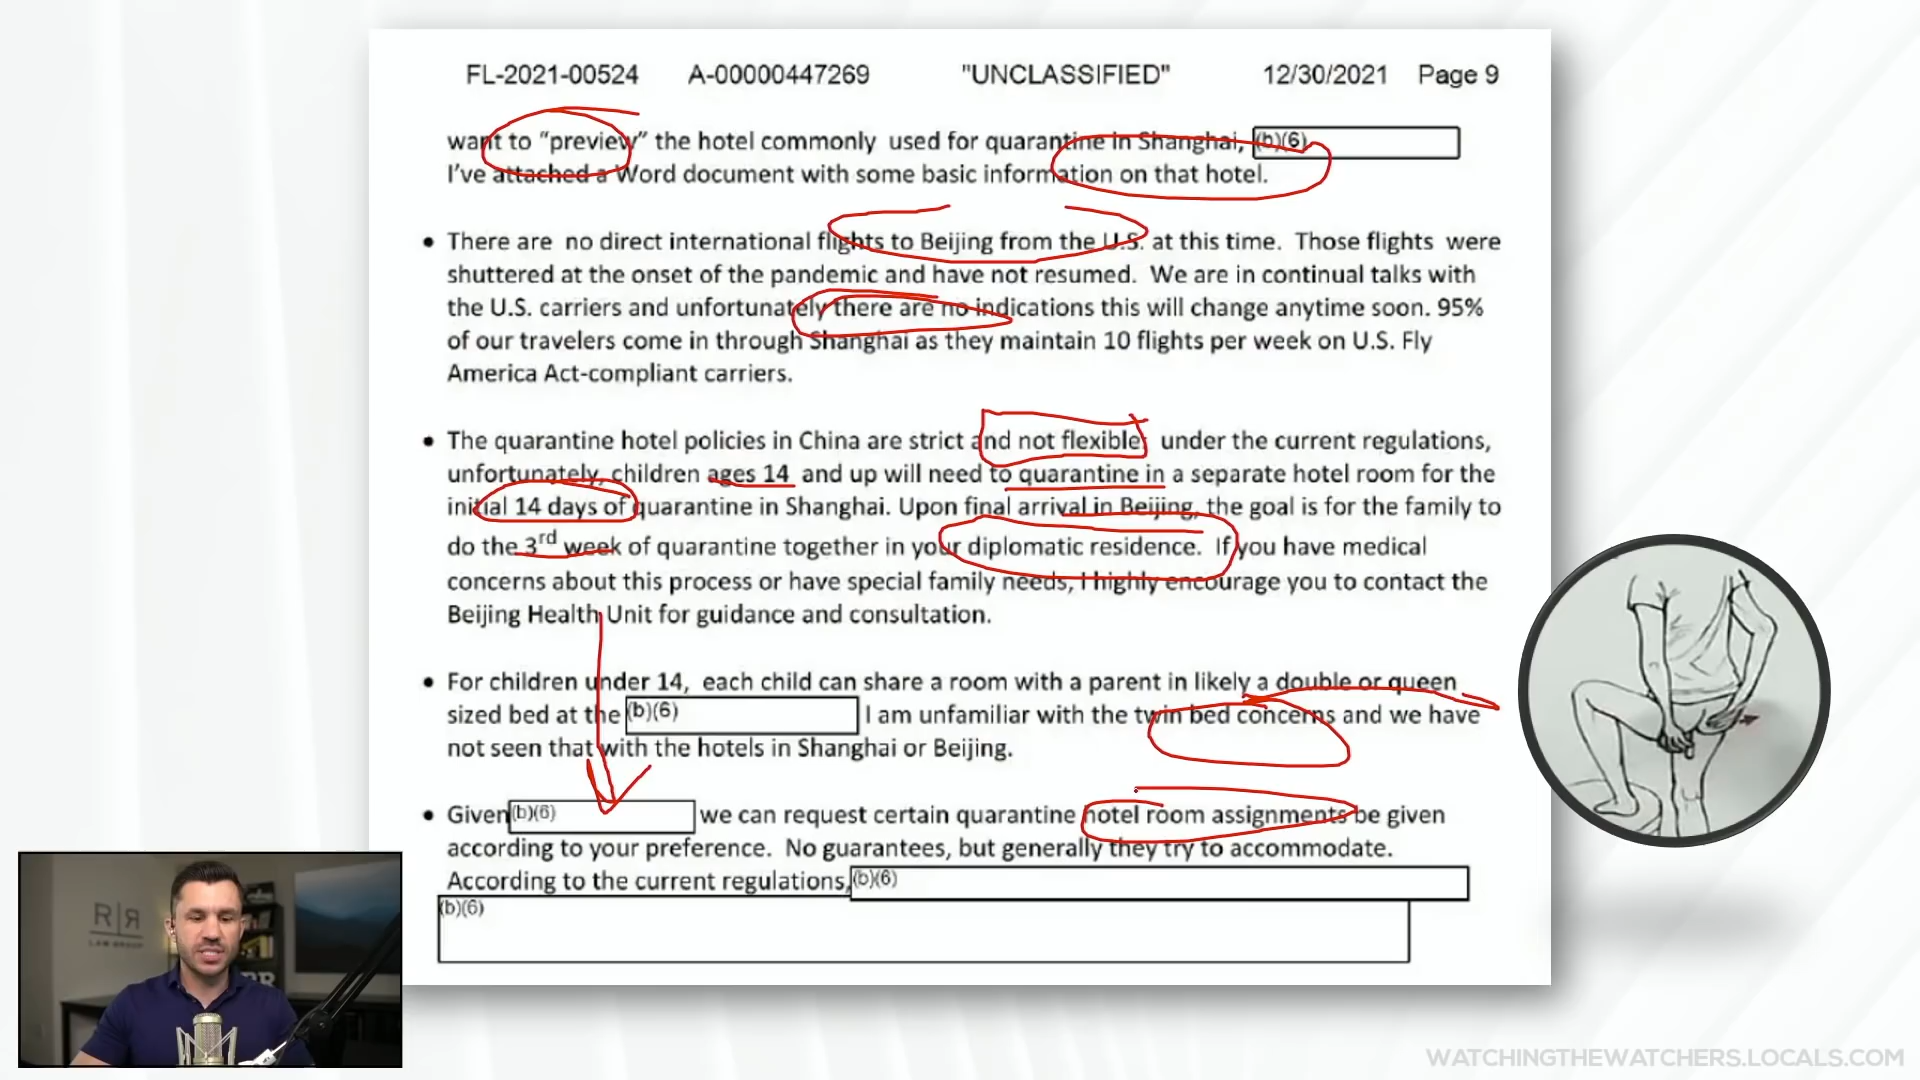 FL-2021-00524 A-00000447269 "UNCLASSIFIED" 12/30/2021 Page 9
want to “preview” the hotel commonly used for quarantine in Shanghai, (b)(6)
I’ve attached a Word document with some basic information on that hotel.
• There are no direct international flights to Beijing from the U.S. at this time. Those flights were
shuttered at the onset of the pandemic and have not resumed. We are in continual talks with
the U.S. carriers and unfortunately there are no indications this will change anytime soon. 95%
of our travelers come in through Shanghai as they maintain 10 flights per week on U.S. Fly
America Act-compliant carriers.
• The quarantine hotel policies in China are strict and not flexible; under the current regulations,
unfortunately, children ages 14 and up will need to quarantine in a separate hotel room for the
initial 14 days of quarantine in Shanghai. Upon final arrival in Beijing, the goal is for the family to
do the 3rd week of quarantine together in your diplomatic residence. If you have medical
concerns about this process or have special family needs, I highly encourage you to contact the
Beijing Health Unit for guidance and consultation.
• For children under 14, each child can share a room with a parent in likely a double or queen
sized bed at the (b)(6) I am unfamiliar with the twin bed concerns and we have
not seen that with the hotels in Shanghai or Beijing.
• Given (b)(6) we can request certain quarantine hotel room assignments be given
according to your preference. No guarantees, but generally they try to accommodate.
According to the current regulations, (b)(6)
(b)(6)
R|R
LAW GROUP
WATCHINGTHEWATCHERS.LOCALS.COM